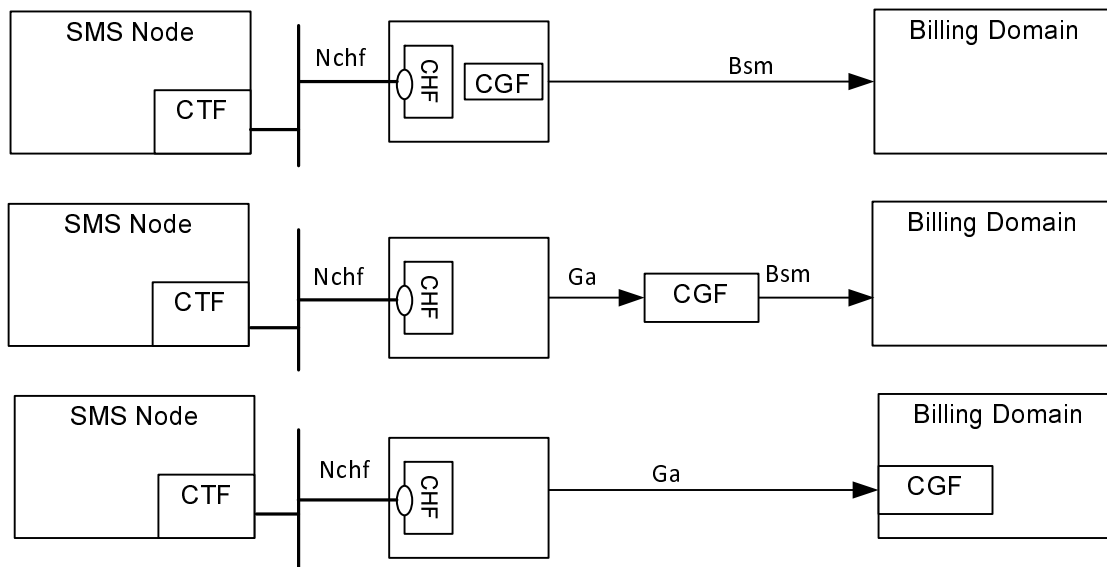 SMS Node
CTF
Nchf
CHF
CGF
Bsm
Billing Domain
SMS Node
CTF
Nchf
CHF
Ga
CGF
Bsm
Billing Domain
SMS Node
CTF
Nchf
CHF
Ga
Billing Domain
CGF